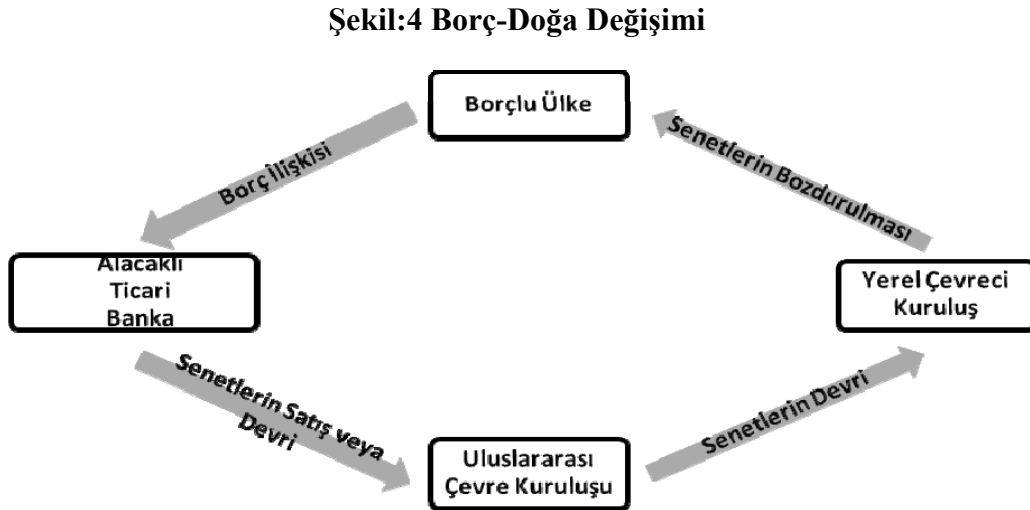 Şekil:4 Borç-Doğa Değişimi
Borçlu Ülke
Borç İlişkisi
Senetlerin Bozdurulması
Alacaklı
Ticari
Banka
Yerel Çevreci
Kuruluş
Senetlerin Satış veya
Devri
Senetlerin Devri
Uluslararası
Çevre Kuruluşu